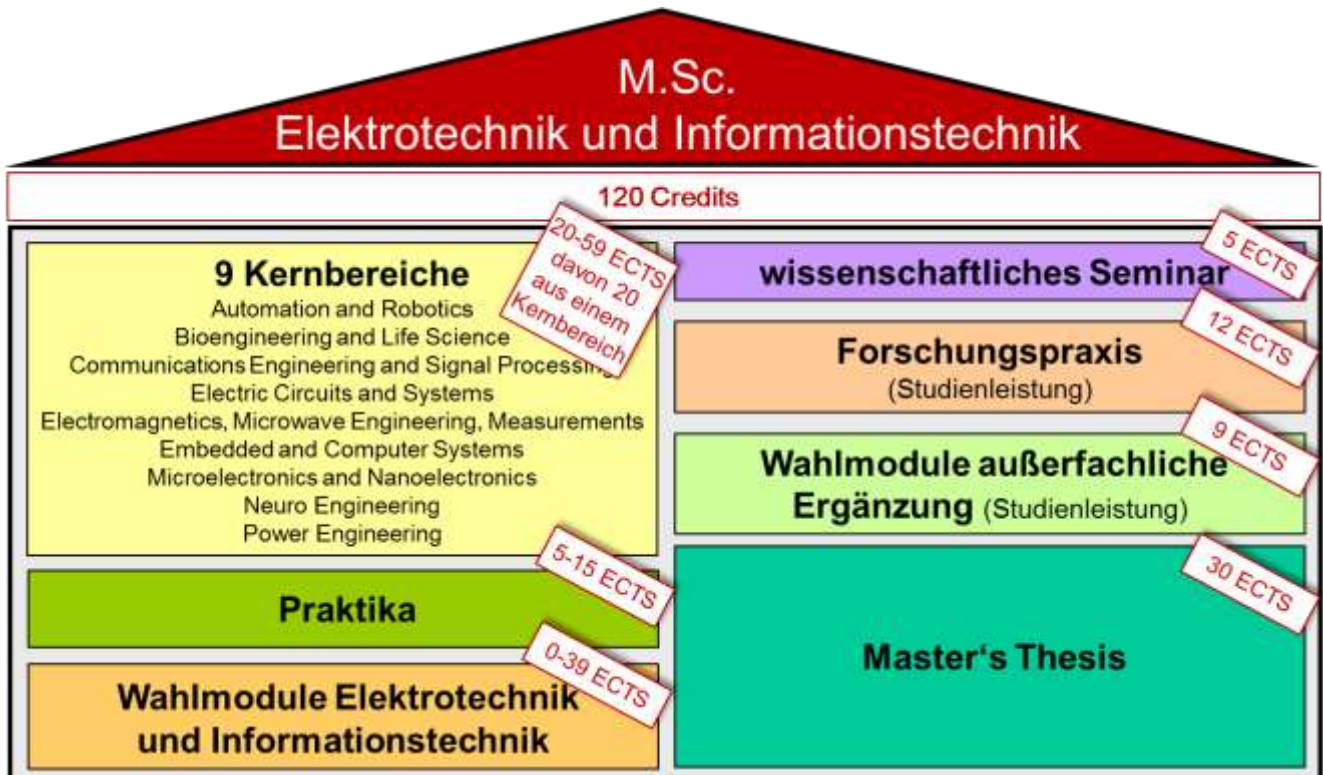 M.Sc.
Elektrotechnik und Informationstechnik
120 Credits
9 Kernbereiche
Automation and Robotics
Bioengineering and Life Science
Communications Engineering and Signal Processing
Electric Circuits and Systems
Electromagnetics, Microwave Engineering, Measurements
Embedded and Computer Systems
Microelectronics and Nanoelectronics
Neuro Engineering
Power Engineering
20-59 ECTS
davon 20
aus einem
Kernbereich
Praktika
5-15 ECTS
Wahlmodule Elektrotechnik
und Informationstechnik
0-39 ECTS
wissenschaftliches Seminar
5 ECTS
Forschungspraxis
(Studienleistung)
12 ECTS
Wahlmodule außerfachliche
Ergänzung (Studienleistung)
9 ECTS
Master‘s Thesis
30 ECTS